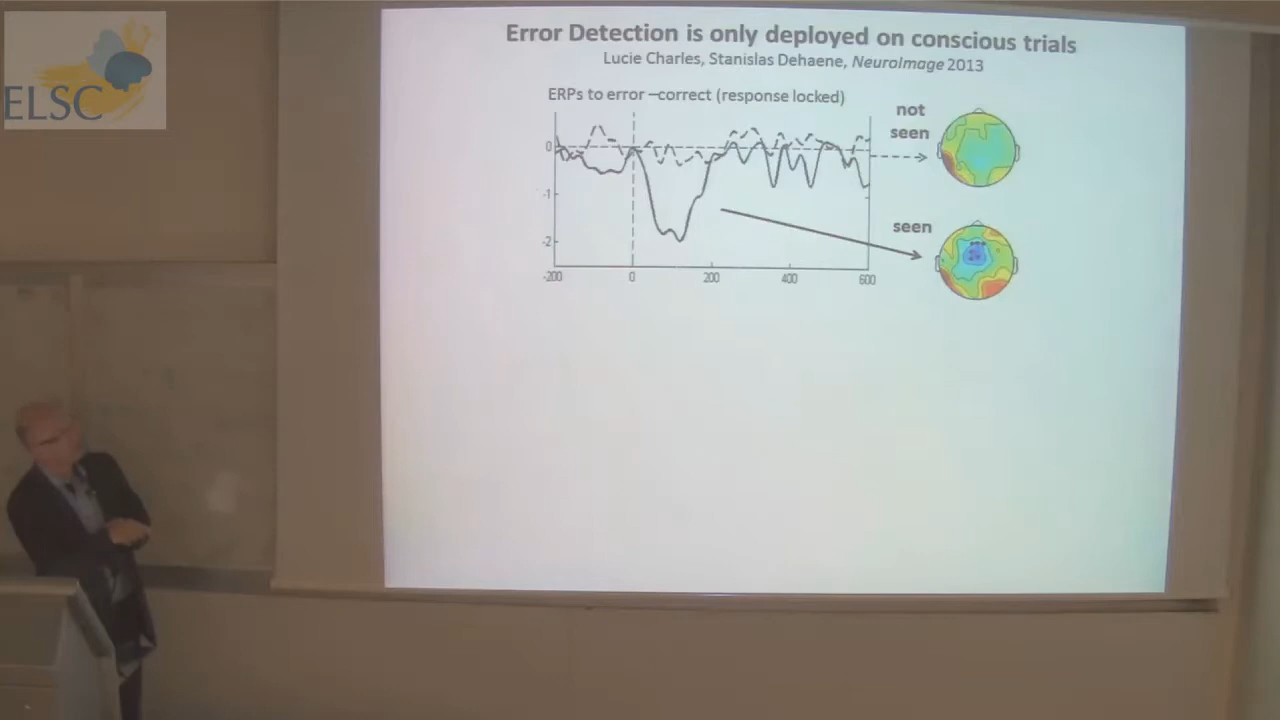 ELSC
Error Detection is only deployed on conscious trials
Lucie Charles, Stanislas Dehaene, NeuroImage 2013
ERPs to error –correct (response locked)
not
seen
0
-1
seen
-2
-200 0 200 400 600